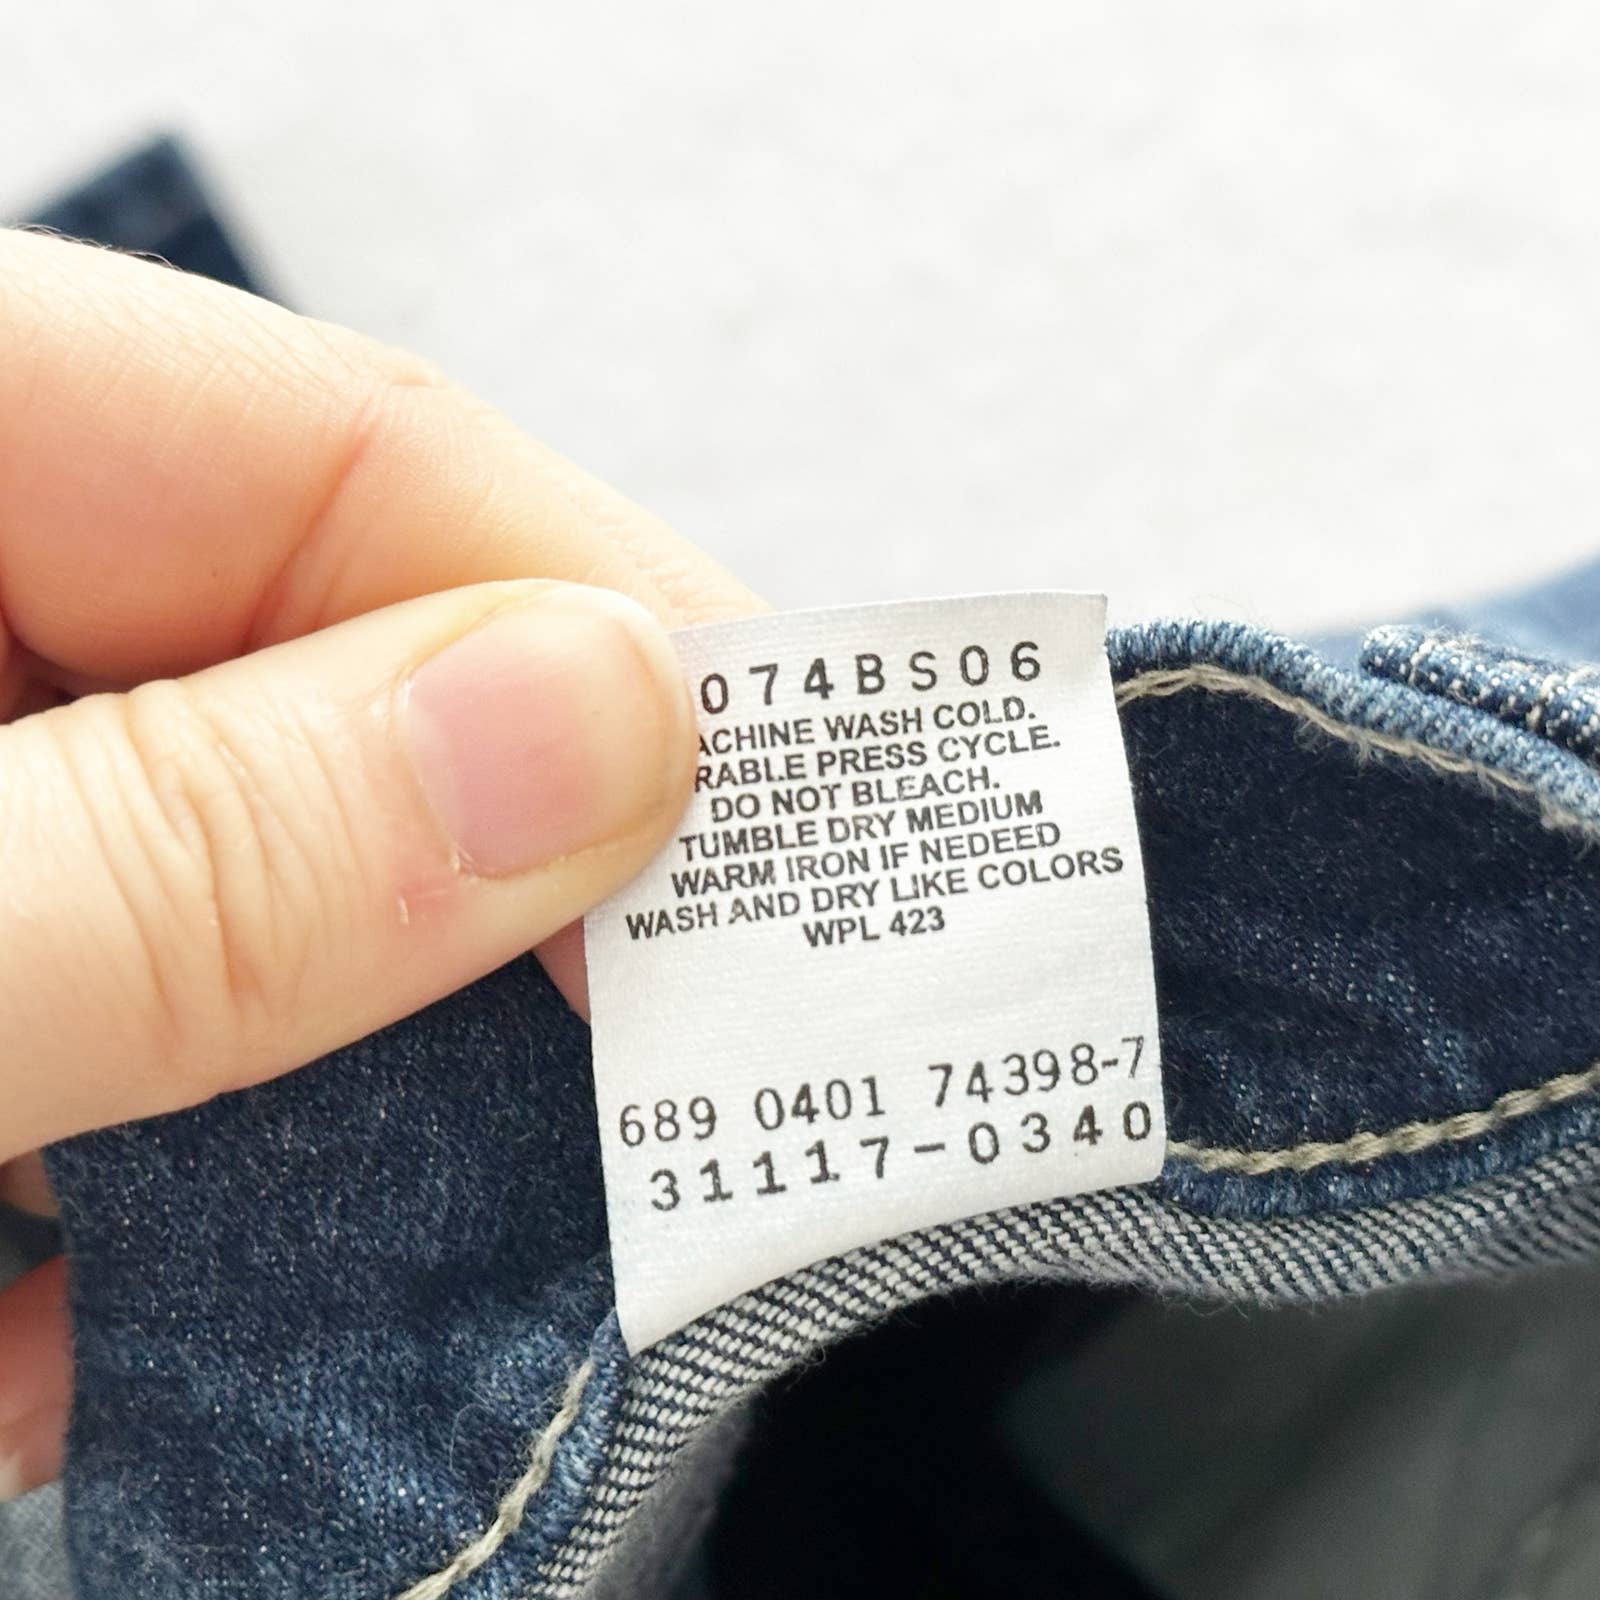 074BS06
ACHINE WASH COLD.
RABLE PRESS CYCLE.
DO NOT BLEACH.
TUMBLE DRY MEDIUM
WARM IRON IF NEDEED
WASH AND DRY LIKE COLORS
WPL 423
689 0401 74398-7
31117-0340